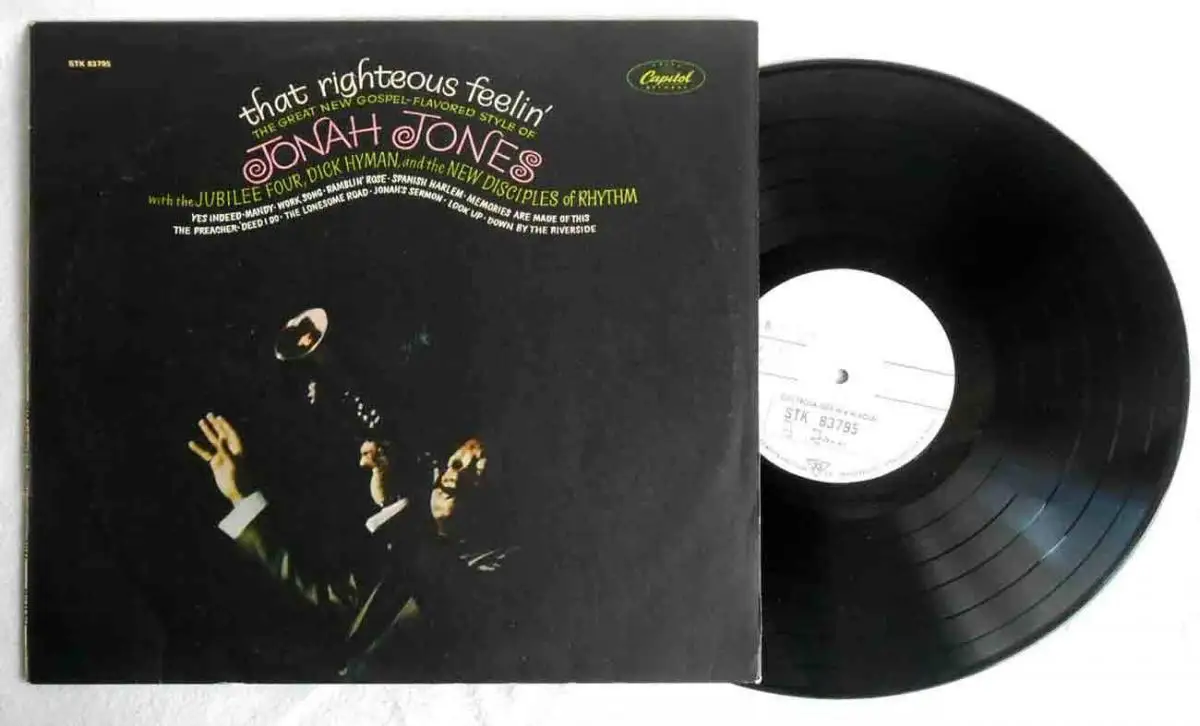 STK 83795
Capitol
RECORDS
that righteous feelin'
THE GREAT NEW GOSPEL-FLAVORED STYLE OF
JONAH JONES
with the JUBILEE FOUR, DICK HYMAN, and the NEW DISCIPLES of RHYTHM
YES INDEED · MANDY · WORK SONG · RAMBLIN' ROSE · SPANISH HARLEM · MEMORIES ARE MADE OF THIS
THE PREACHER · 'DEED I DO · THE LONESOME ROAD · JONAH'S SERMON · LOOK UP · DOWN BY THE RIVERSIDE
STK 83795